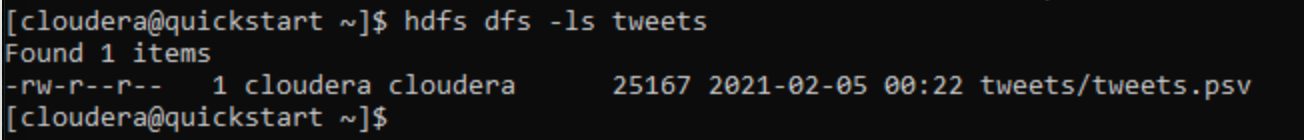 [cloudera@quickstart ~]$ hdfs dfs -ls tweets
Found 1 items
-rw-r--r--   1 cloudera cloudera      25167 2021-02-05 00:22 tweets/tweets.psv
[cloudera@quickstart ~]$